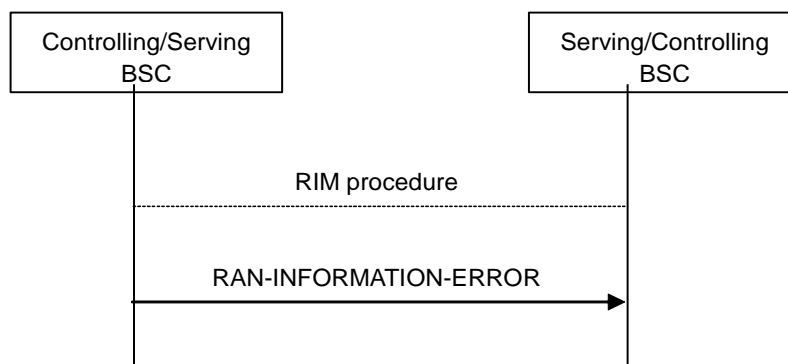 Controlling/Serving
BSC
Serving/Controlling
BSC
RIM procedure
RAN-INFORMATION-ERROR